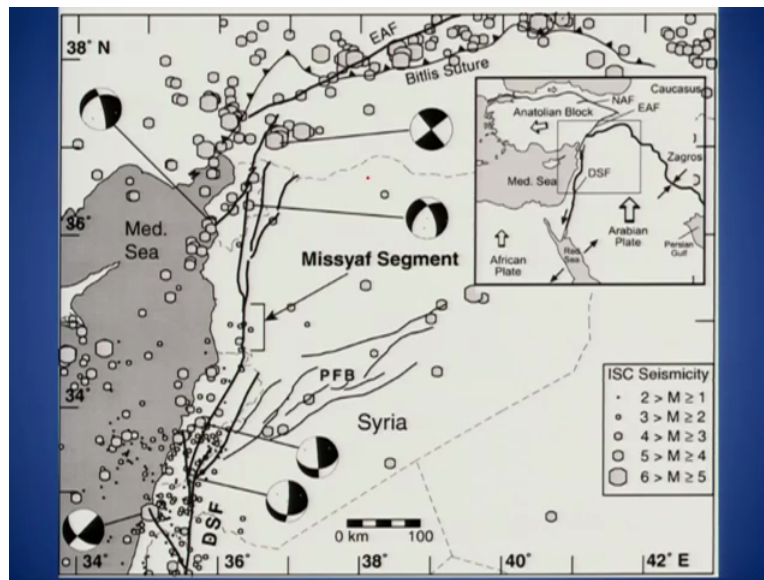 38° N
EAF
Bitlis Suture
Caucasus
NAF
EAF
Anatolian Block
Zagros
Med. Sea
DSF
Arabian
Plate
Persian
Gulf
Red
Sea
African
Plate
36°
Med.
Sea
Missyaf Segment
34°
PFB
Syria
ISC Seismicity
2 > M ≥ 1
3 > M ≥ 2
4 > M ≥ 3
5 > M ≥ 4
6 > M ≥ 5
DSF
0 km 100
34° 36° 38° 40° 42° E